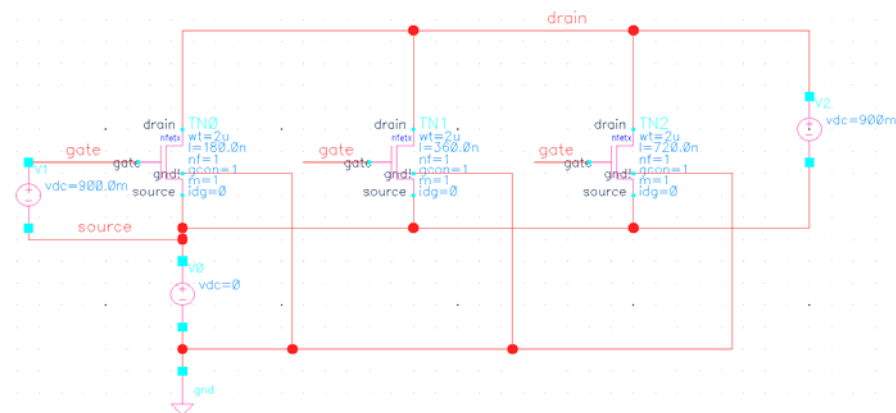 drain
TN0
drain
nfetx
wt=2u
l=180.0n
nf=1
gate
gate
gnd!
gcon=1
m=1
source
idg=0
TN1
drain
nfetx
wt=2u
l=360.0n
nf=1
gate
gate
gnd!
gcon=1
m=1
source
idg=0
TN2
drain
nfetx
wt=2u
l=720.0n
nf=1
gate
gate
gnd!
gcon=1
m=1
source
idg=0
V2
vdc=900m
V1
vdc=900.0m
source
V0
vdc=0
gnd